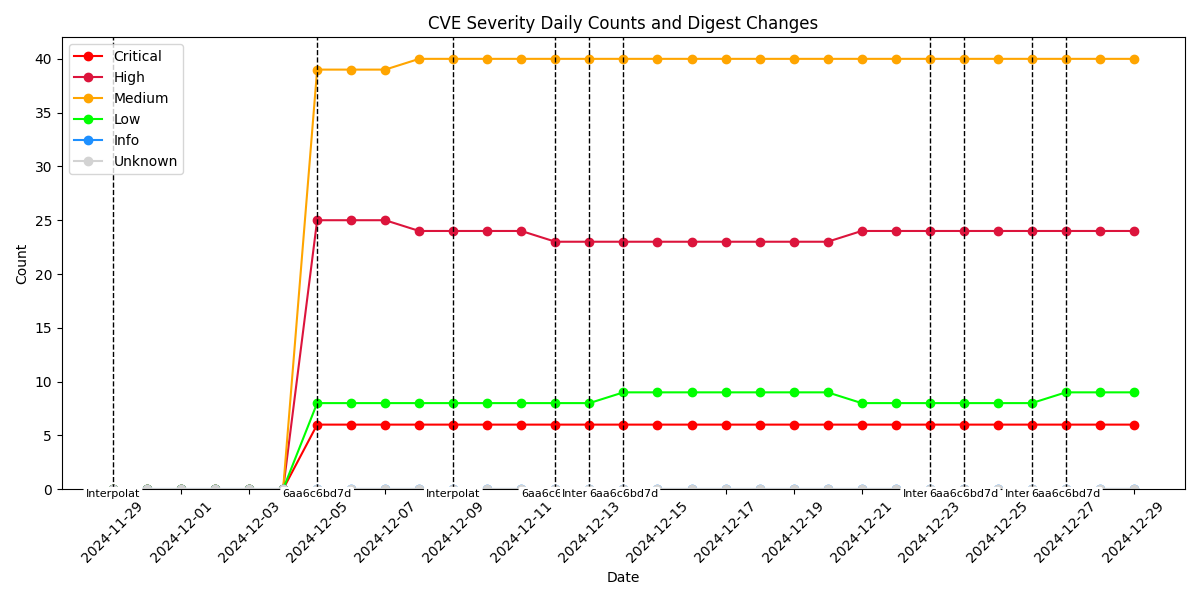 CVE Severity Daily Counts and Digest Changes
Critical
High
Medium
Low
Info
Unknown
40
35
30
25
20
15
10
5
0
Count
Interpolat
6aa6c6bd7d
Interpolat
6aa6c6
Inter
6aa6c6bd7d
Inter
6aa6c6bd7d
Inter
6aa6c6bd7d
2024-11-29
2024-12-01
2024-12-03
2024-12-05
2024-12-07
2024-12-09
2024-12-11
2024-12-13
2024-12-15
2024-12-17
2024-12-19
2024-12-21
2024-12-23
2024-12-25
2024-12-27
2024-12-29
Date